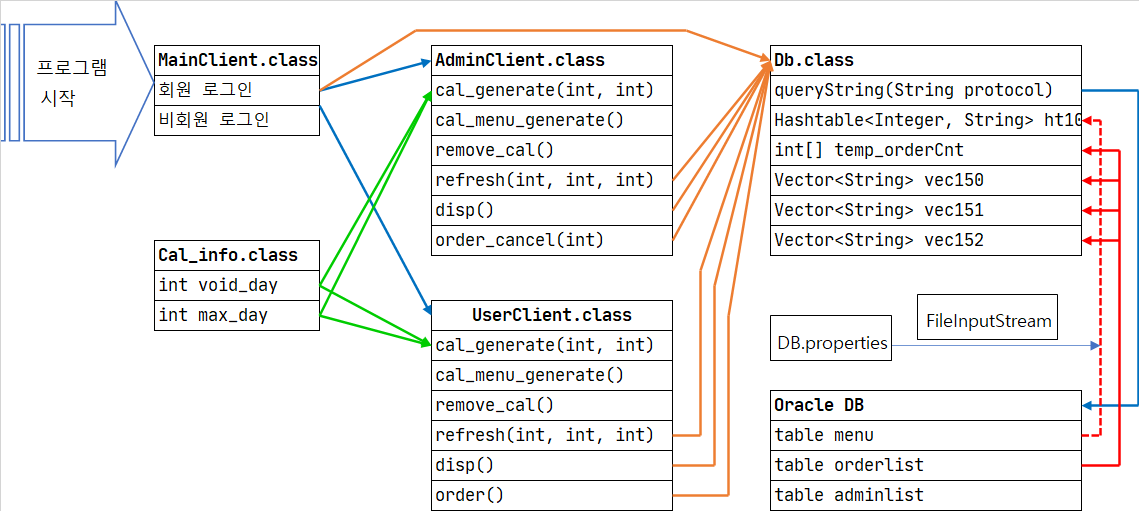 프로그램
시작
MainClient.class
회원 로그인
비회원 로그인
Cal_info.class
int void_day
int max_day
AdminClient.class
cal_generate(int, int)
cal_menu_generate()
remove_cal()
refresh(int, int, int)
disp()
order_cancel(int)
UserClient.class
cal_generate(int, int)
cal_menu_generate()
remove_cal()
refresh(int, int, int)
disp()
order()
Db.class
queryString(String protocol)
Hashtable<Integer, String> ht10
int[] temp_orderCnt
Vector<String> vec150
Vector<String> vec151
Vector<String> vec152
FileInputStream
DB.properties
Oracle DB
table menu
table orderlist
table adminlist